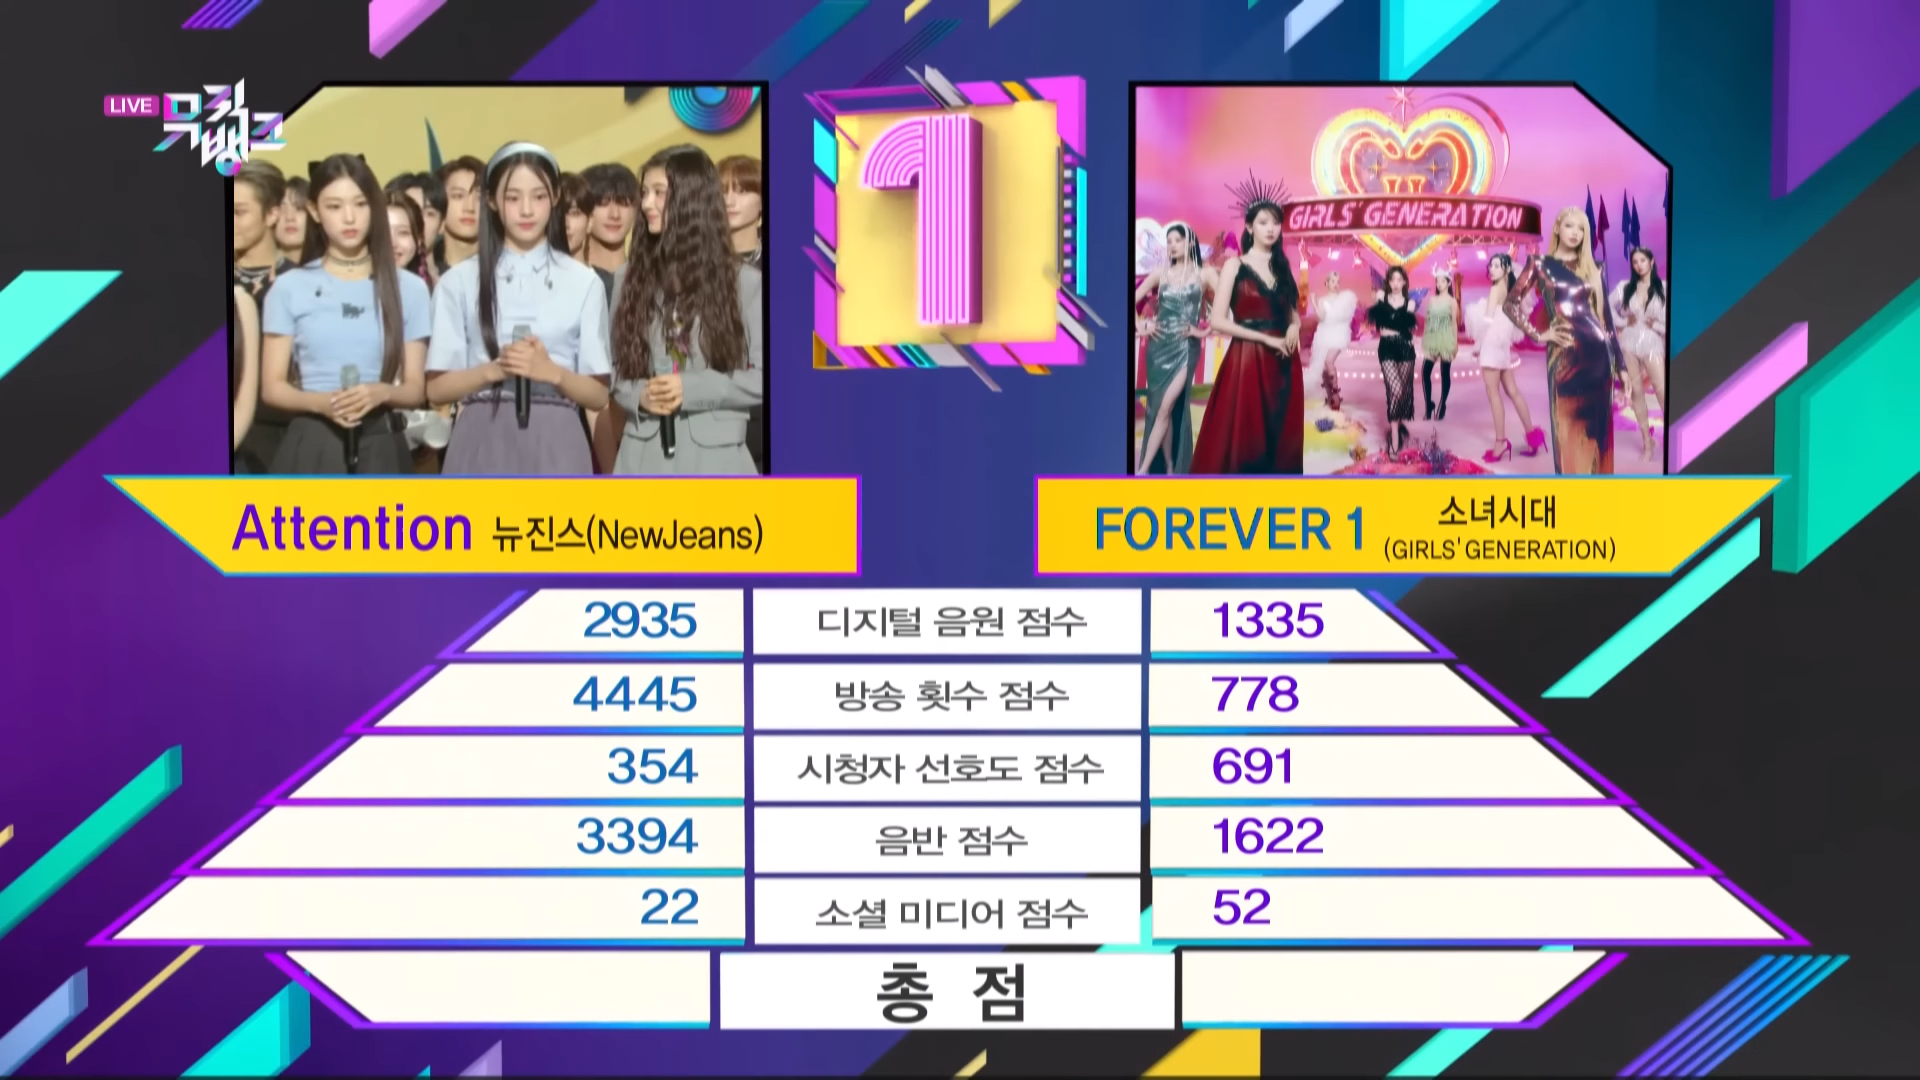 LIVE 뮤직
뱅크
1
GIRLS' GENERATION
Attention 뉴진스(NewJeans)
FOREVER 1 소녀시대
(GIRLS' GENERATION)
2935 디지털 음원 점수 1335
4445 방송 횟수 점수 778
354 시청자 선호도 점수 691
3394 음반 점수 1622
22 소셜 미디어 점수 52
총 점